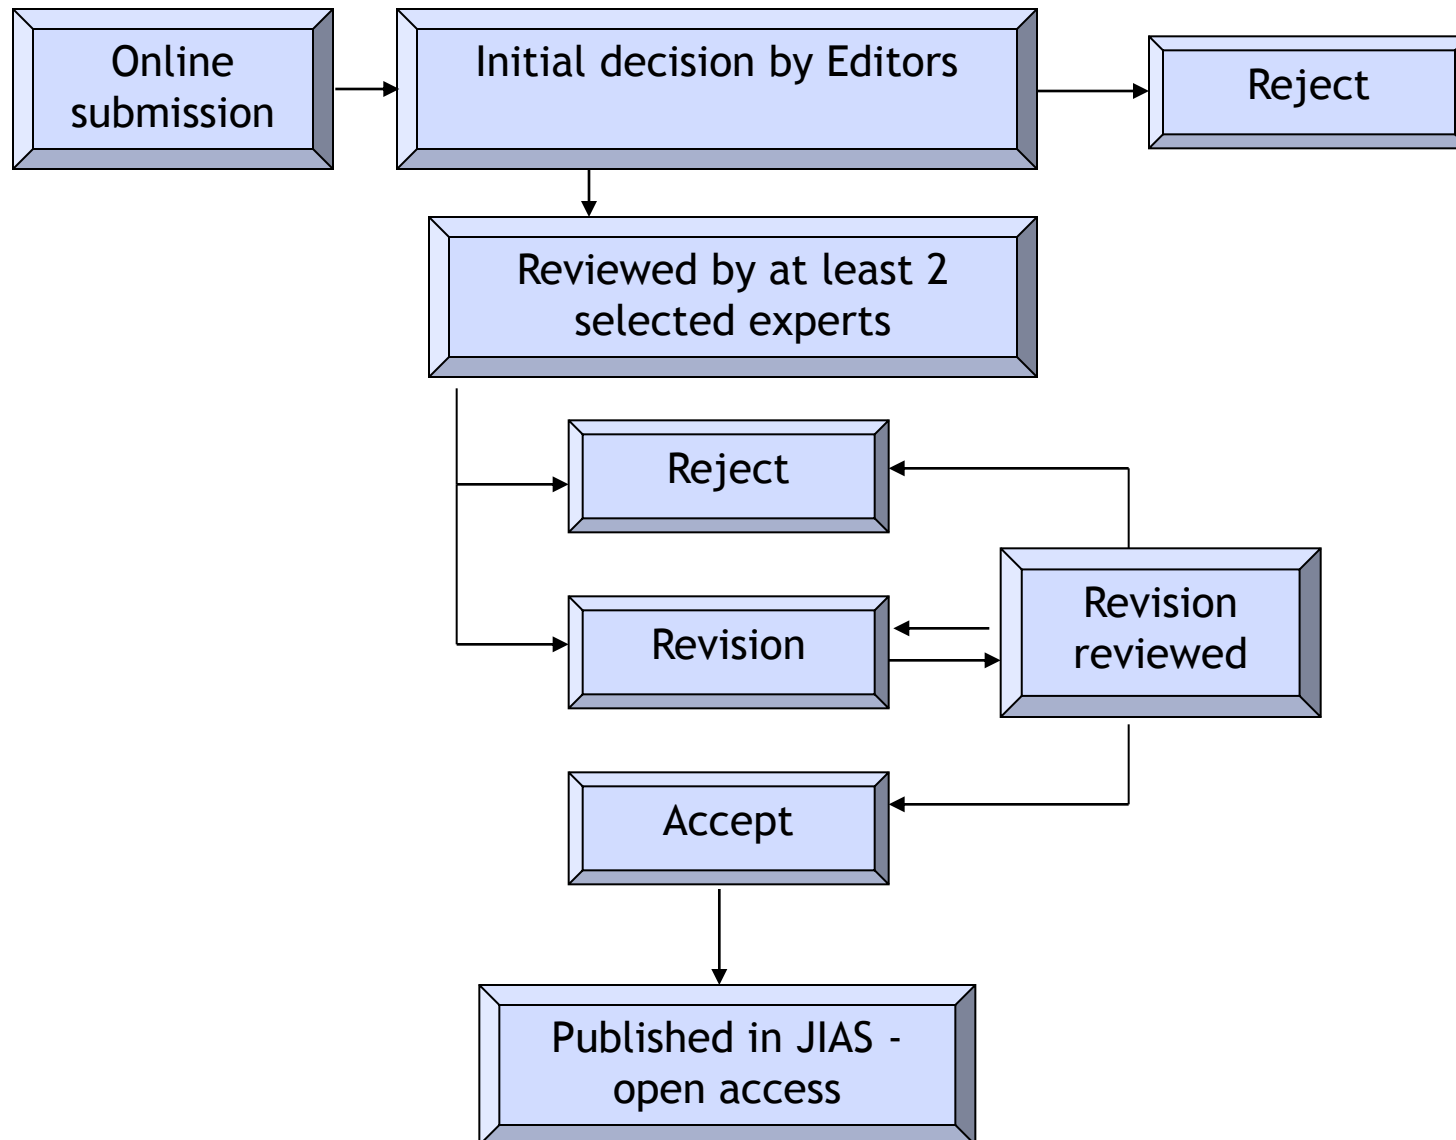 Online
submission
Initial decision by Editors
Reject
Reviewed by at least 2
selected experts
Reject
Revision
reviewed
Revision
Accept
Published in JIAS -
open access